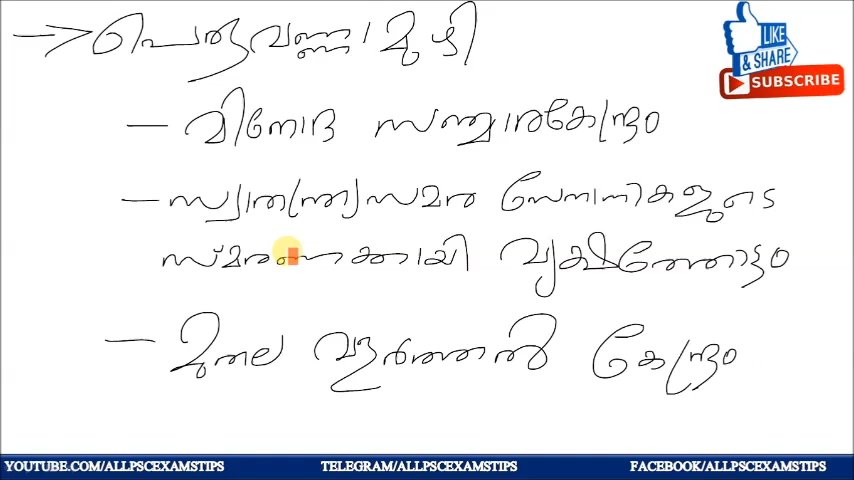 → പെരുവണ്ണാമുഴി
LIKE
& SHARE
SUBSCRIBE
– വിനോദ സഞ്ചാരകേന്ദ്രം
– സ്വാതന്ത്ര്യസമര സേനാനികളുടെ
സ്മരണക്കായി വൃക്ഷത്തോട്ടം
– മുതല വളർത്തൽ കേന്ദ്രം
YOUTUBE.COM/ALLPSCEXAMSTIPS TELEGRAM/ALLPSCEXAMSTIPS FACEBOOK/ALLPSCEXAMSTIPS